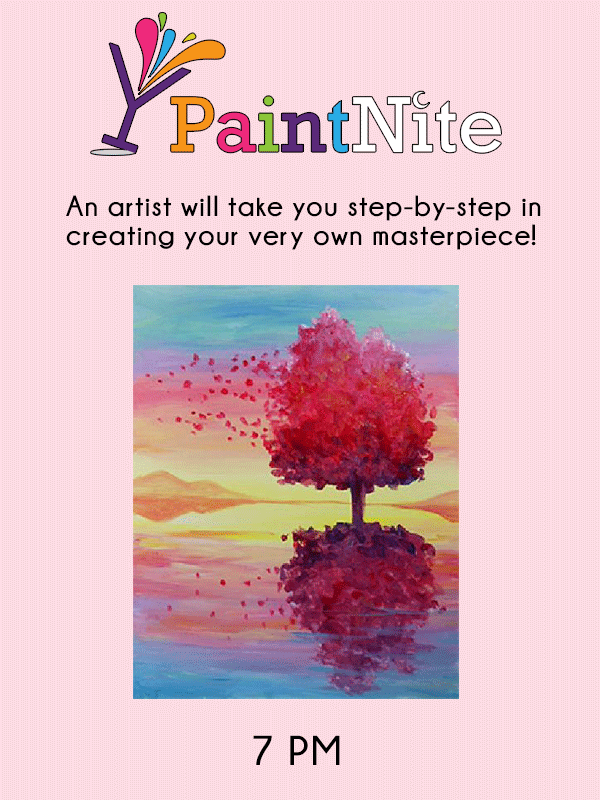 PaintNite
An artist will take you step-by-step in
creating your very own masterpiece!
7 PM